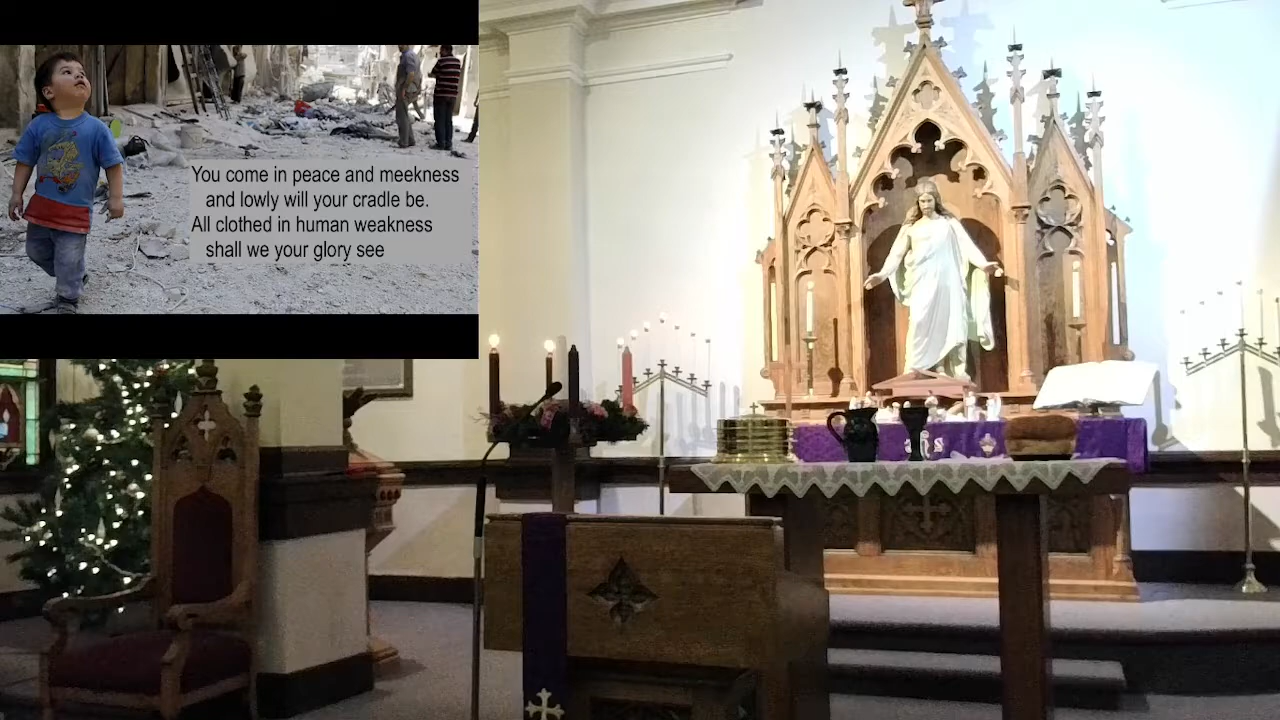 You come in peace and meekness
and lowly will your cradle be.
All clothed in human weakness
shall we your glory see